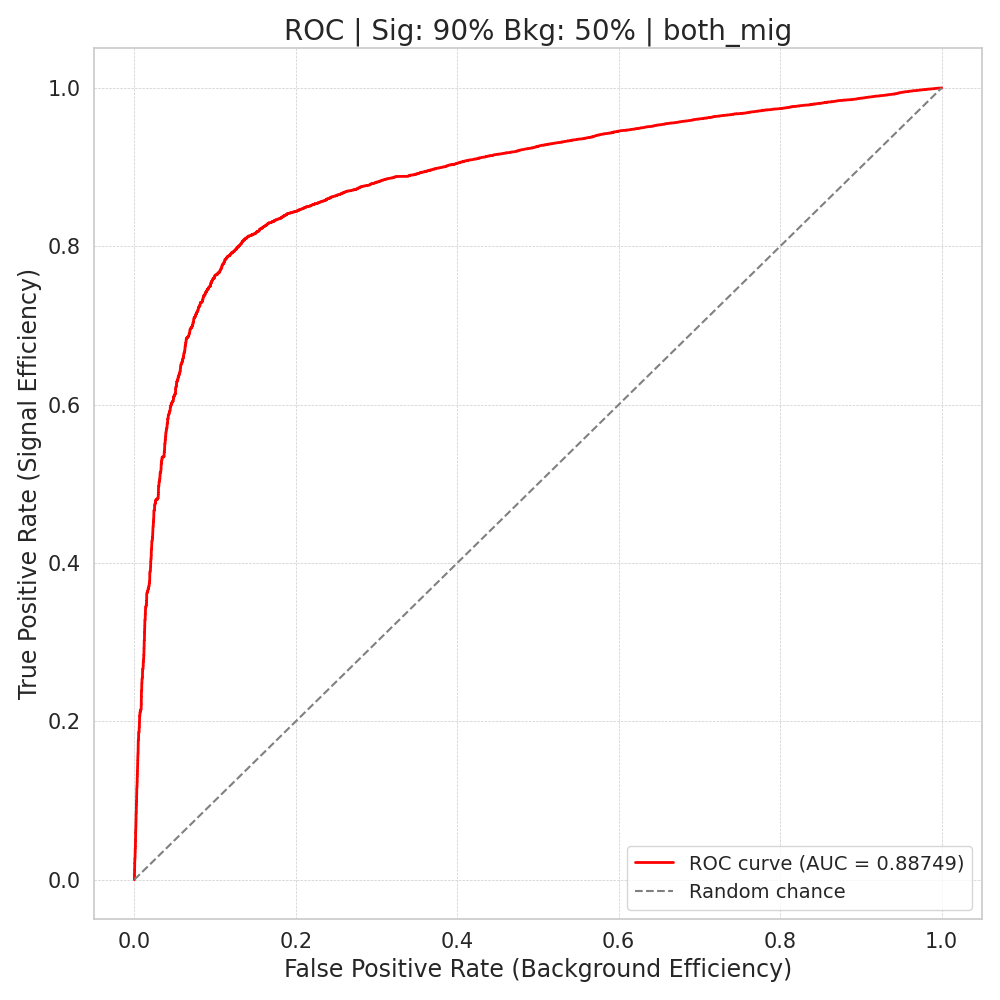 ROC | Sig: 90% Bkg: 50% | both_mig
True Positive Rate (Signal Efficiency)
1.0
0.8
0.6
0.4
0.2
0.0
ROC curve (AUC = 0.88749)
Random chance
0.0 0.2 0.4 0.6 0.8 1.0
False Positive Rate (Background Efficiency)